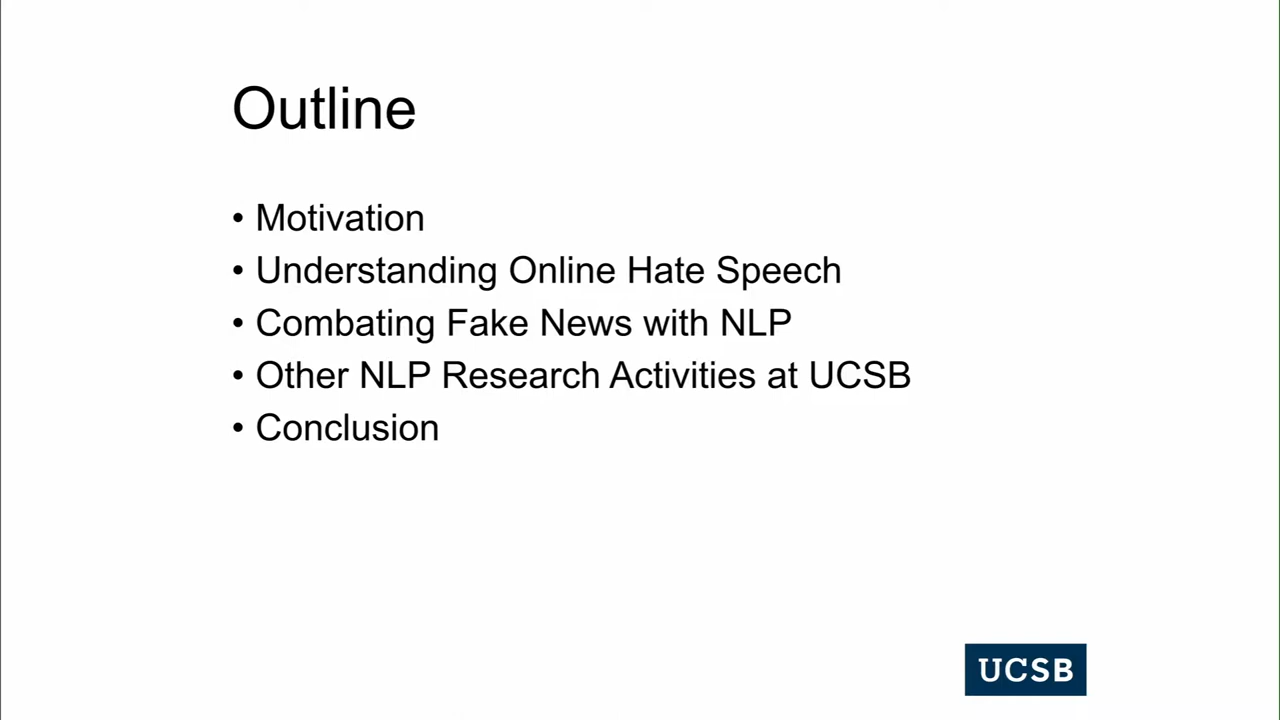 Outline
• Motivation
• Understanding Online Hate Speech
• Combating Fake News with NLP
• Other NLP Research Activities at UCSB
• Conclusion
UCSB